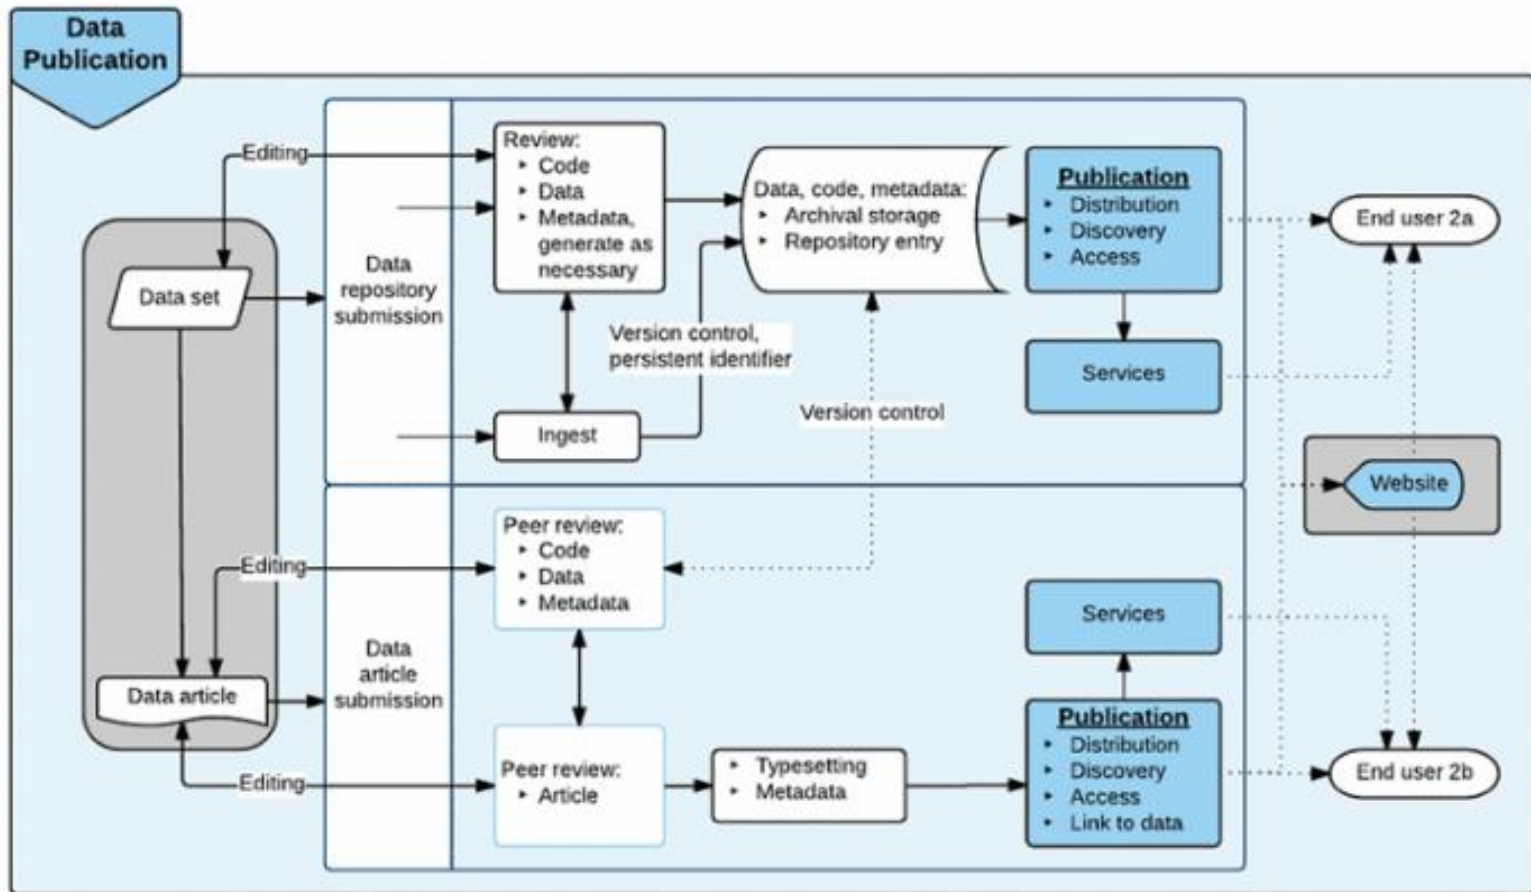 Data
Publication
Editing
Data set
Data
repository
submission
Review:
‣ Code
‣ Data
‣ Metadata,
generate as
necessary
Version control,
persistent identifier
Ingest
Data, code, metadata:
‣ Archival storage
‣ Repository entry
Version control
Publication
‣ Distribution
‣ Discovery
‣ Access
Services
End user 2a
Website
Editing
Data article
Editing
Data
article
submission
Peer review:
‣ Code
‣ Data
‣ Metadata
Peer review:
‣ Article
‣ Typesetting
‣ Metadata
Services
Publication
‣ Distribution
‣ Discovery
‣ Access
‣ Link to data
End user 2b